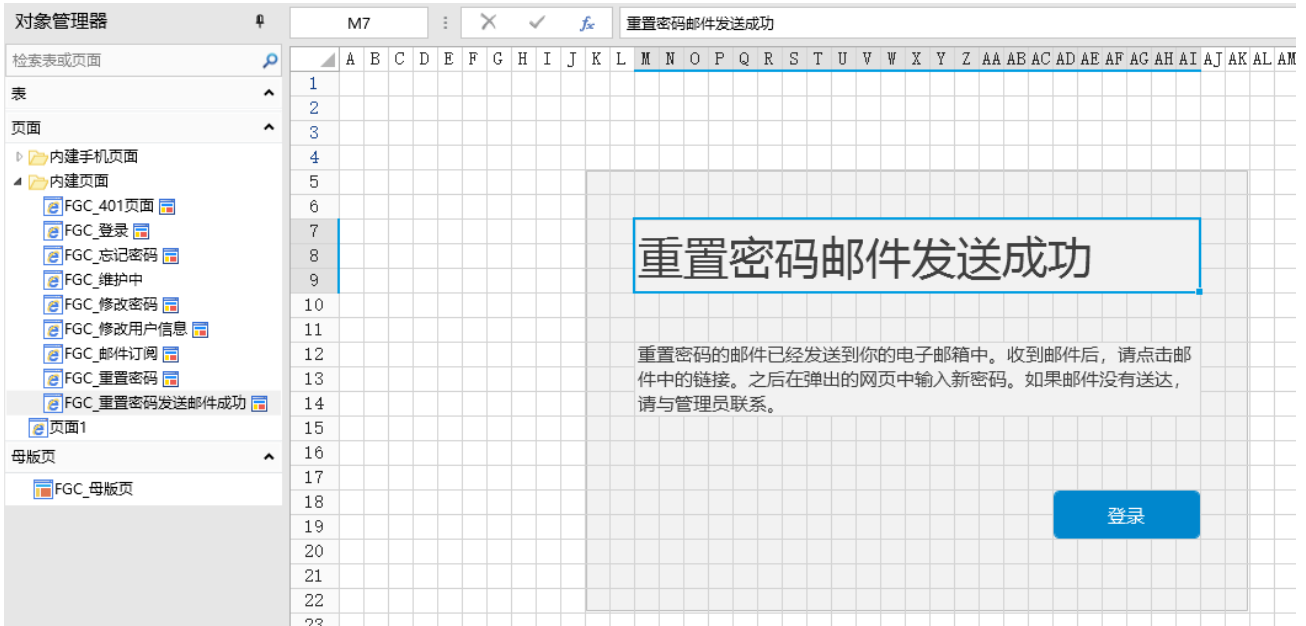 对象管理器
检索表或页面
表
页面
内建手机页面
内建页面
FGC_401页面
FGC_登录
FGC_忘记密码
FGC_维护中
FGC_修改密码
FGC_修改用户信息
FGC_邮件订阅
FGC_重置密码
FGC_重置密码发送邮件成功
页面1
母版页
FGC_母版页
M7 fx 重置密码邮件发送成功
A B C D E F G H I J K L M N O P Q R S T U V W X Y Z AA AB AC AD AE AF AG AH AI AJ AK AL AM
1
2
3
4
5
6
7
8
9
10
11
12
13
14
15
16
17
18
19
20
21
22
23
重置密码邮件发送成功
重置密码的邮件已经发送到你的电子邮箱中。收到邮件后，请点击邮
件中的链接。之后在弹出的网页中输入新密码。如果邮件没有送达，
请与管理员联系。
登录